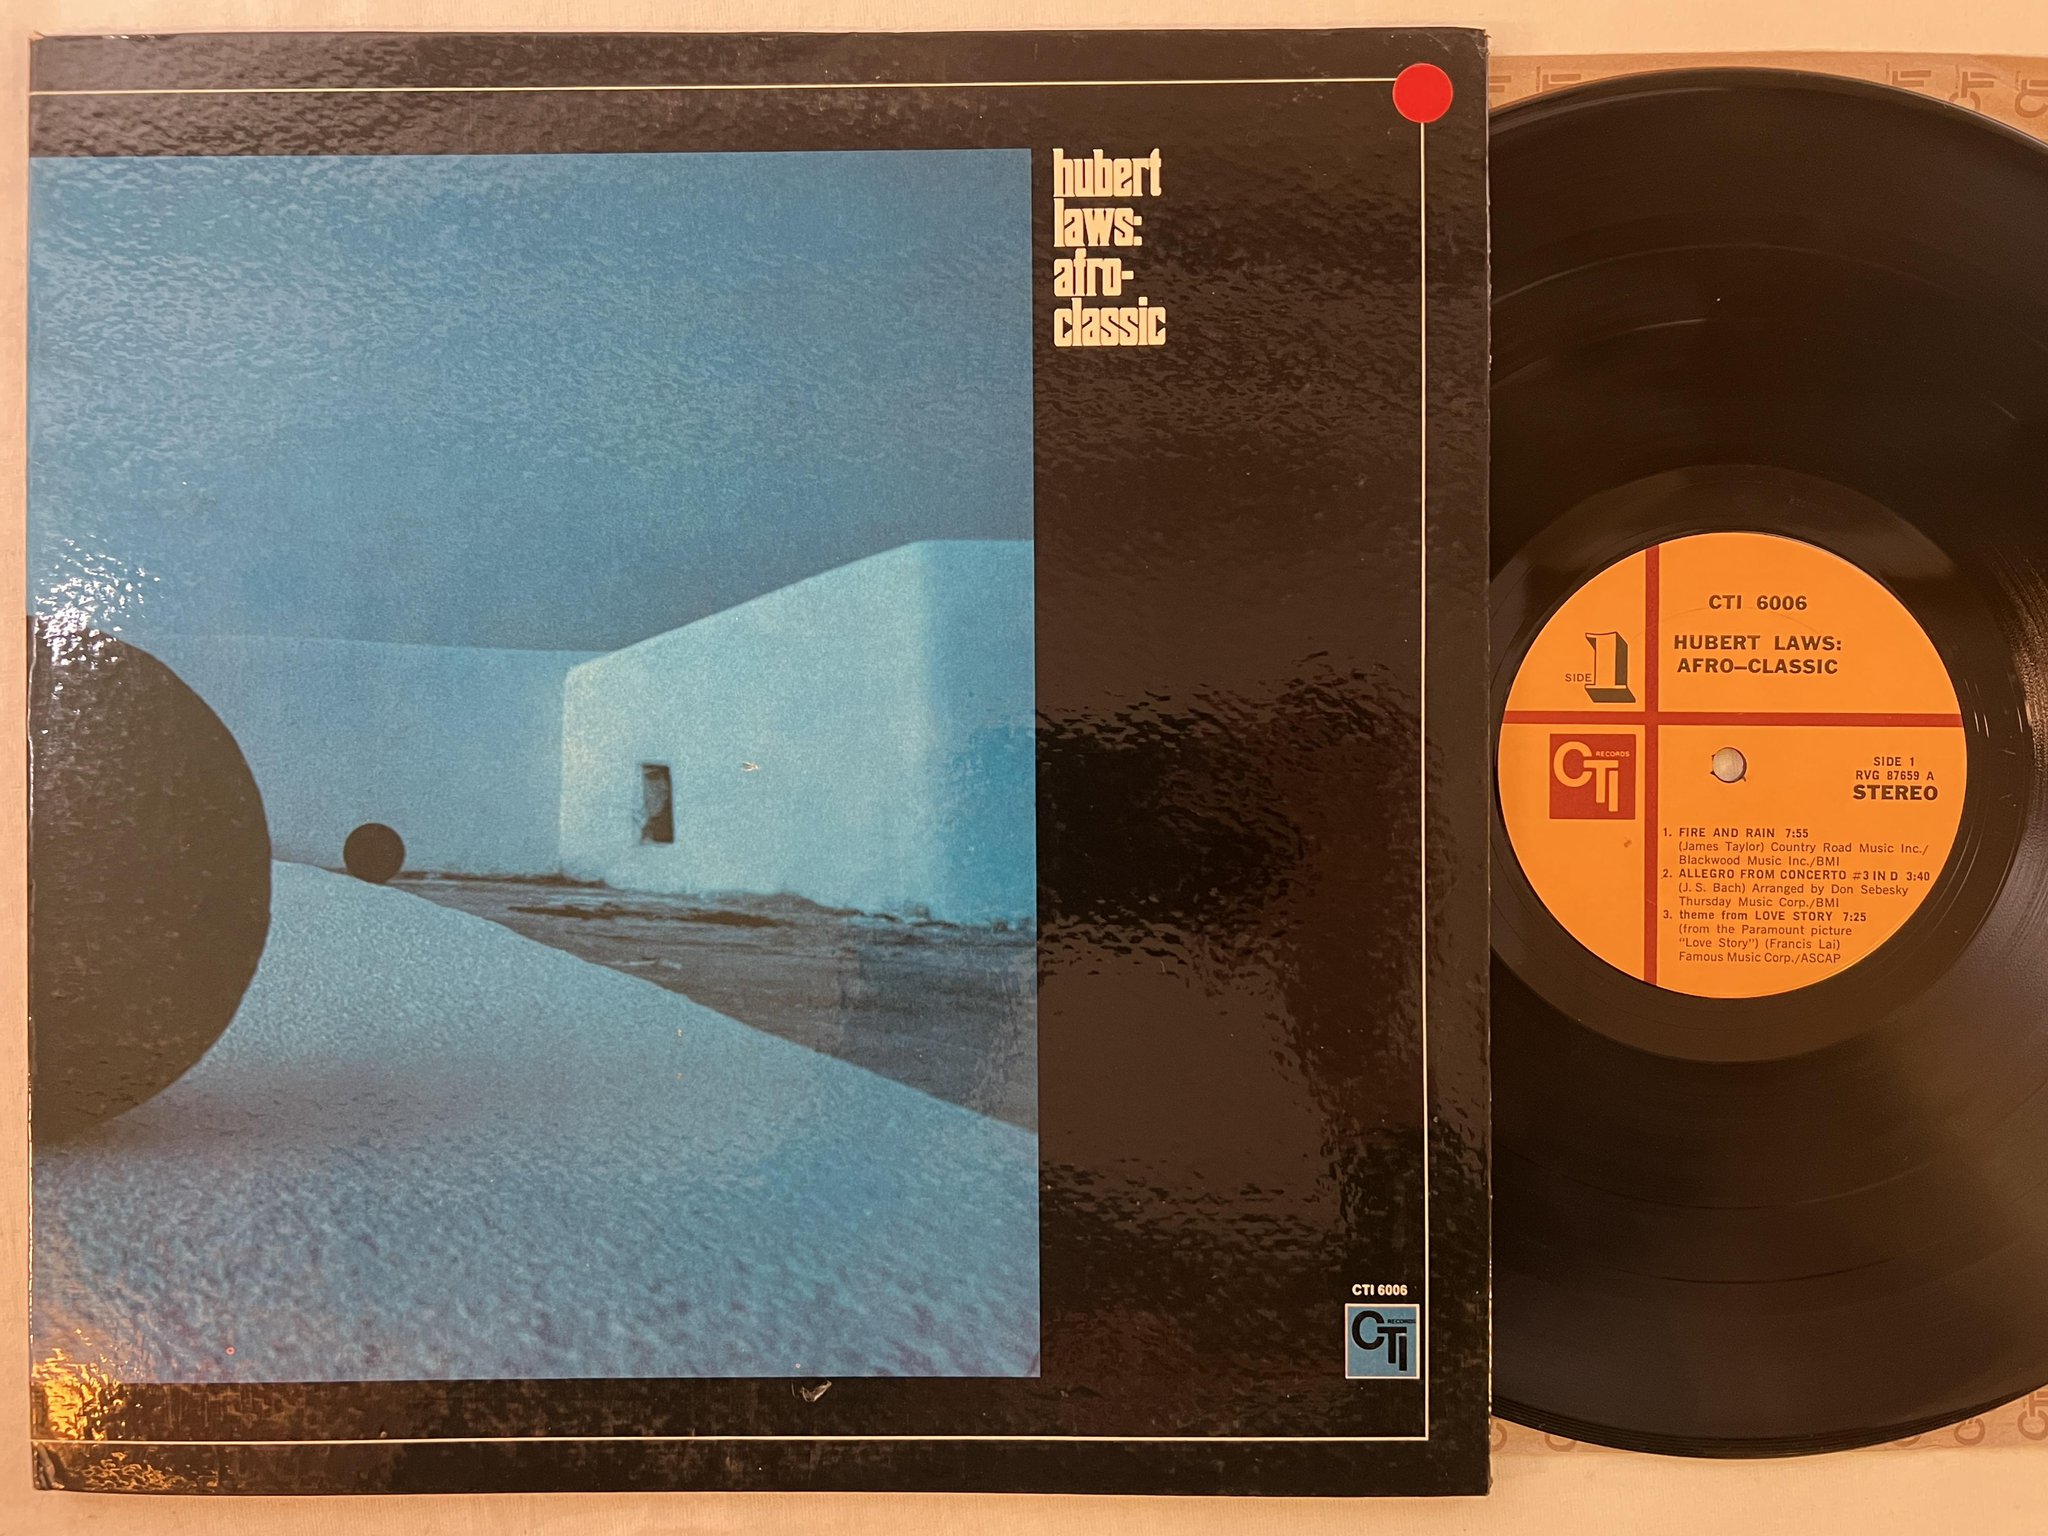 hubert
laws:
afro-
classic
CTI 6006
CTI RECORDS
CTI 6006
HUBERT LAWS:
AFRO–CLASSIC
SIDE 1
CTI RECORDS
SIDE 1
RVG 87659 A
STEREO
1. FIRE AND RAIN 7:55
(James Taylor) Country Road Music Inc./
Blackwood Music Inc./BMI
2. ALLEGRO FROM CONCERTO #3 IN D 3:40
(J. S. Bach) Arranged by Don Sebesky
Thursday Music Corp./BMI
3. theme from LOVE STORY 7:25
(from the Paramount picture
"Love Story") (Francis Lai)
Famous Music Corp./ASCAP